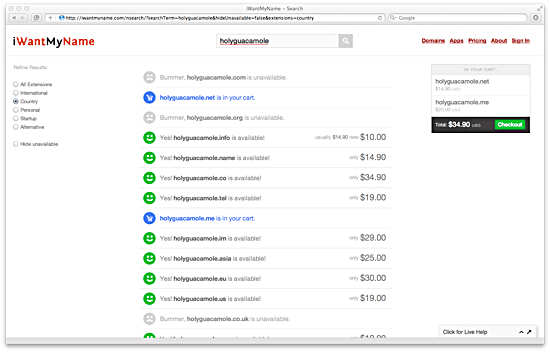 iWantMyName – Search
http://iwantmyname.com/nsearch/?searchTerm=holyguacamole&hideUnavailable=false&extensions=country
Google
iWantMyName
holyguacamole
Domains Apps Pricing About Sign In
Refine Results:
All Extensions
International
Country
Personal
Startup
Alternative
Hide unavailable
Bummer, holyguacamole.com is unavailable.
holyguacamole.net is in your cart.
Bummer, holyguacamole.org is unavailable.
Yes! holyguacamole.info is available! usually $14.90 now $10.00
Yes! holyguacamole.name is available! only $14.90
Yes! holyguacamole.co is available! only $34.90
Yes! holyguacamole.tel is available! only $19.00
holyguacamole.me is in your cart.
Yes! holyguacamole.im is available! only $29.00
Yes! holyguacamole.asia is available! only $25.00
Yes! holyguacamole.eu is available! only $30.00
Yes! holyguacamole.us is available! only $19.00
Bummer, holyguacamole.co.uk is unavailable.
IN YOUR CART:
holyguacamole.net
$14.90 USD
holyguacamole.me
$20.00 USD
Total: $34.90 USD Checkout
Click for Live Help